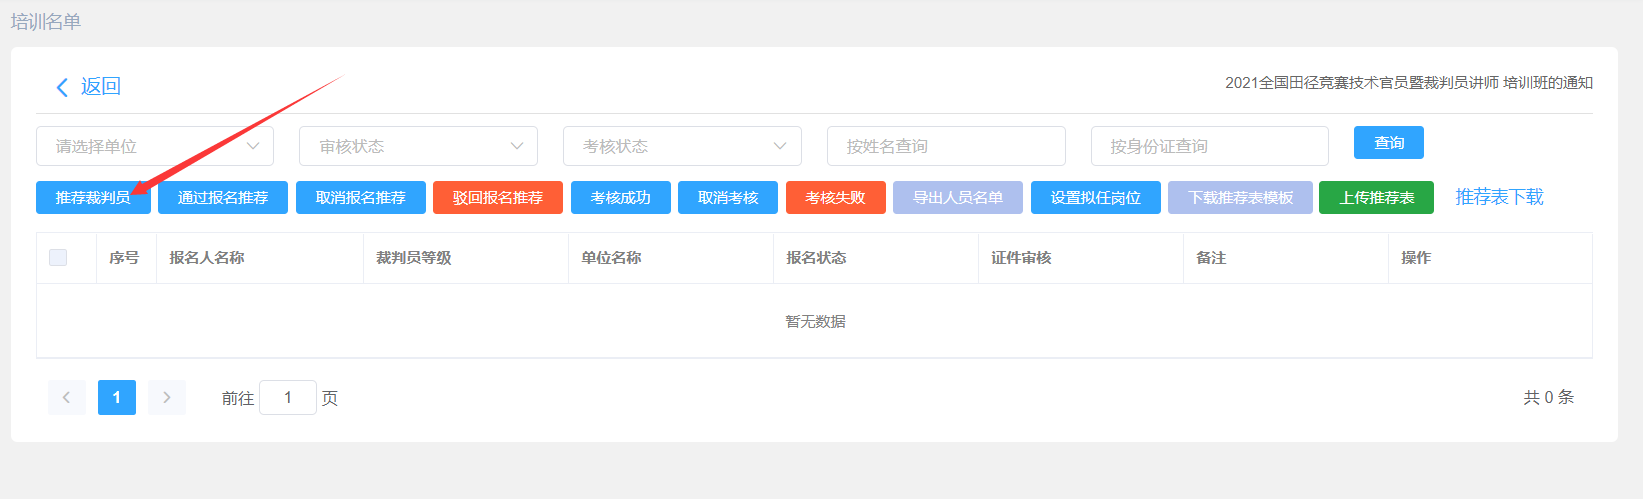 培训名单
返回
2021全国田径竞赛技术官员暨裁判员讲师 培训班的通知
请选择单位 审核状态 考核状态 按姓名查询 按身份证查询 查询
推荐裁判员 通过报名推荐 取消报名推荐 驳回报名推荐 考核成功 取消考核 考核失败 导出人员名单 设置拟任岗位 下载推荐表模板 上传推荐表 推荐表下载
序号 报名人名称 裁判员等级 单位名称 报名状态 证件审核 备注 操作
暂无数据
1 前往 1 页 共 0 条